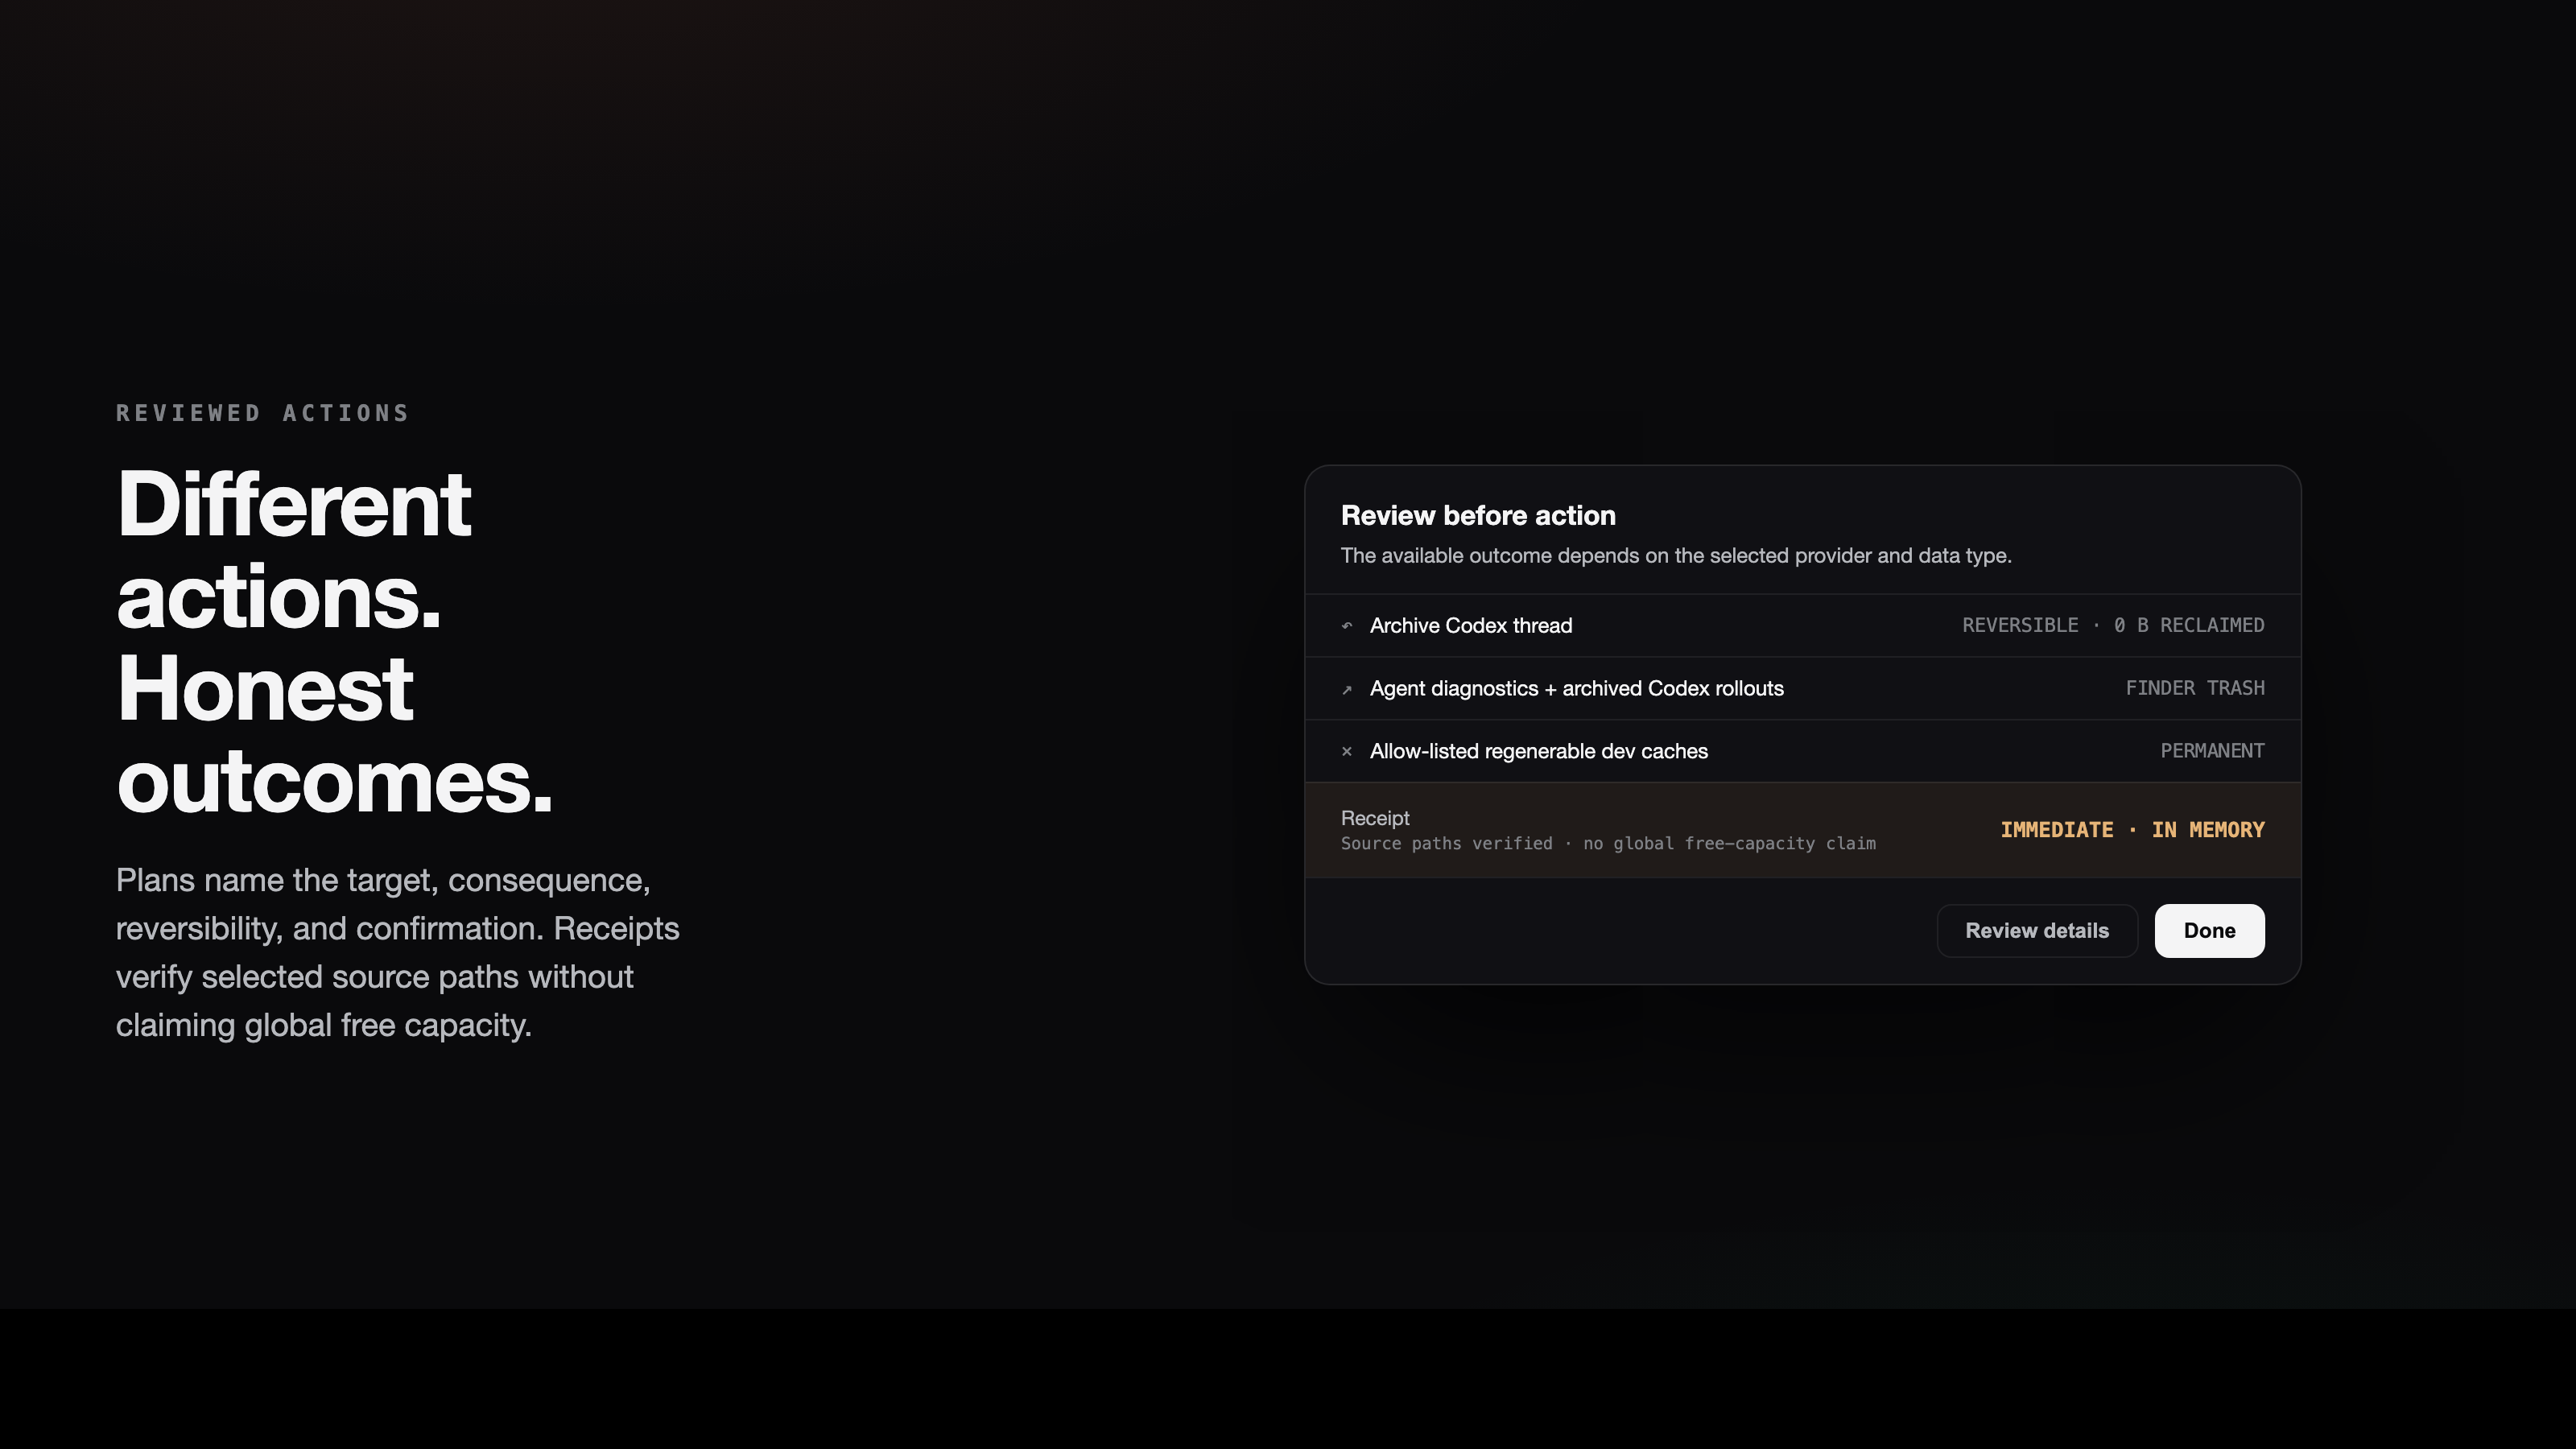 REVIEWED ACTIONS
Different
actions.
Honest
outcomes.
Plans name the target, consequence,
reversibility, and confirmation. Receipts
verify selected source paths without
claiming global free capacity.
Review before action
The available outcome depends on the selected provider and data type.
↶ Archive Codex thread REVERSIBLE · 0 B RECLAIMED
↗ Agent diagnostics + archived Codex rollouts FINDER TRASH
× Allow-listed regenerable dev caches PERMANENT
Receipt
Source paths verified · no global free-capacity claim
IMMEDIATE · IN MEMORY
Review details Done